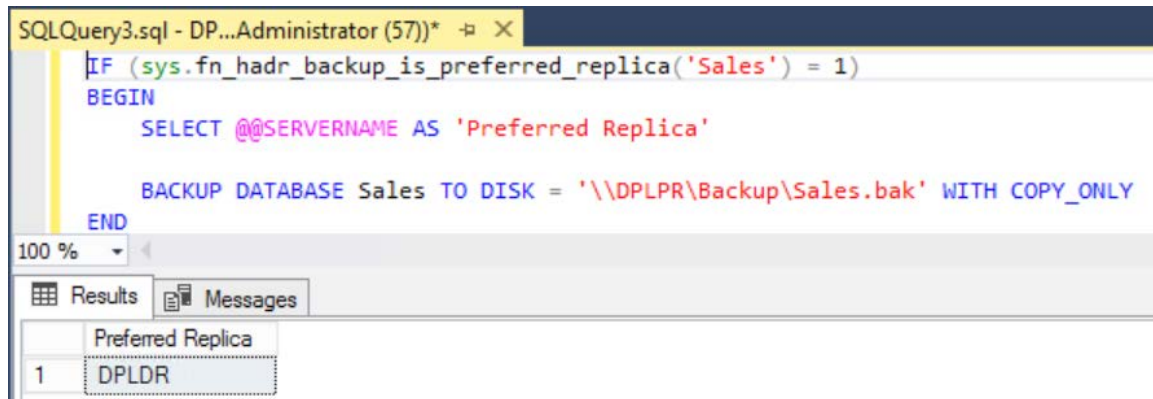 SQLQuery3.sql - DP...Administrator (57))*
IF (sys.fn_hadr_backup_is_preferred_replica('Sales') = 1)
BEGIN
SELECT @@SERVERNAME AS 'Preferred Replica'
BACKUP DATABASE Sales TO DISK = '\\DPLPR\Backup\Sales.bak' WITH COPY_ONLY
END
100 %
Results Messages
Preferred Replica
1 DPLDR